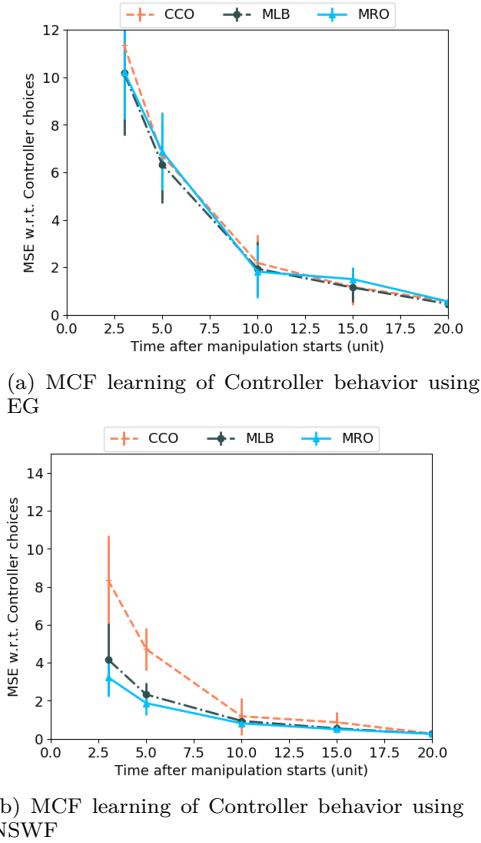 CCO MLB MRO
12
10
8
6
4
2
0
MSE w.r.t. Controller choices
0.0 2.5 5.0 7.5 10.0 12.5 15.0 17.5 20.0
Time after manipulation starts (unit)
(a) MCF learning of Controller behavior using
EG
CCO MLB MRO
14
12
10
8
6
4
2
0
MSE w.r.t. Controller choices
0.0 2.5 5.0 7.5 10.0 12.5 15.0 17.5 20.0
Time after manipulation starts (unit)
b) MCF learning of Controller behavior using
NSWF